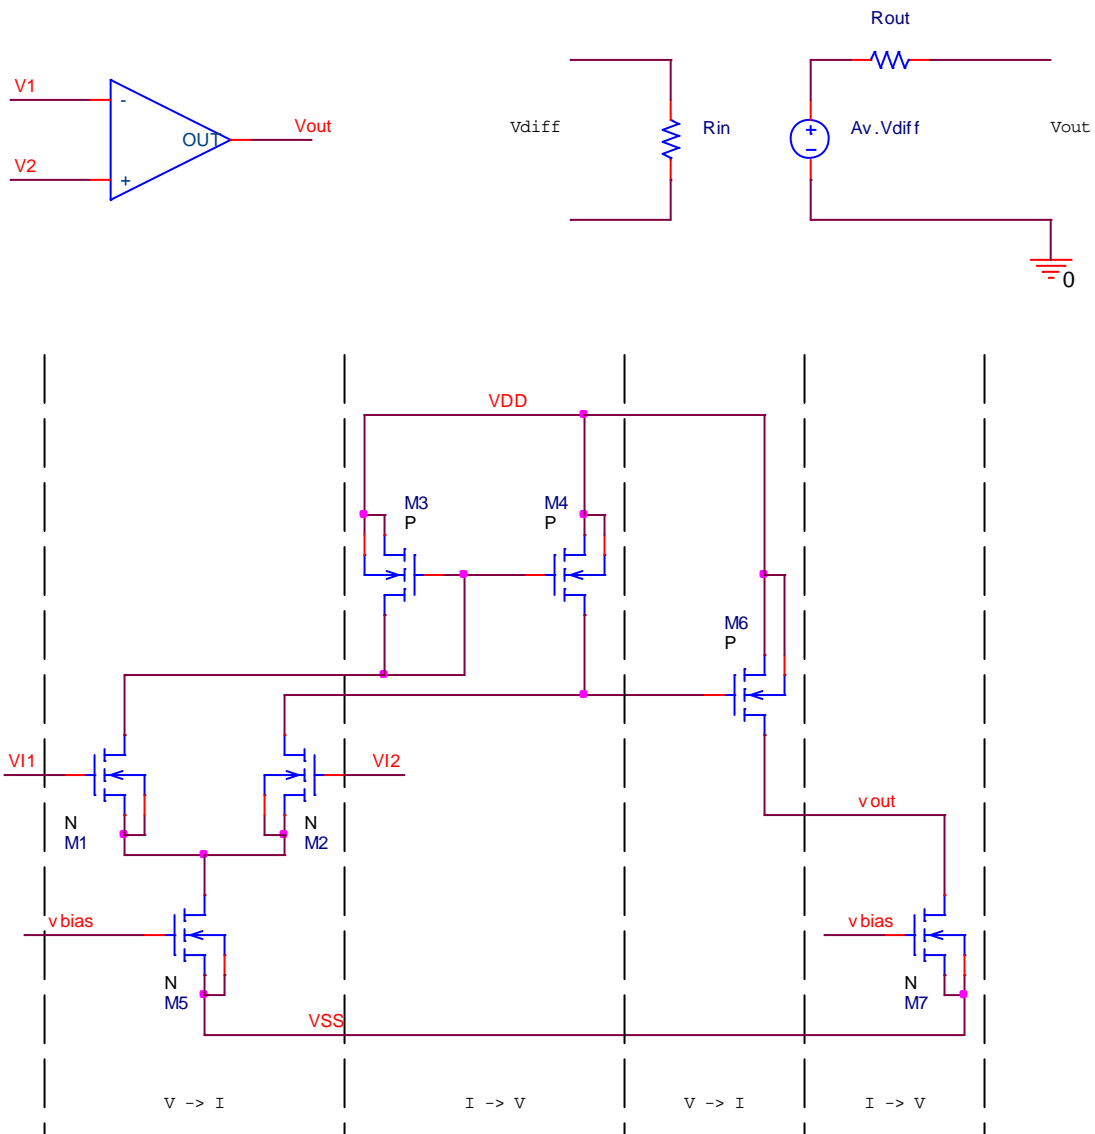 Rout
V1
-
Vout
OUT
V2
+
Vdiff
Rin
+
-
Av.Vdiff
Vout
0
VDD
M3
P
M4
P
M6
P
VI1
VI2
N
M1
N
M2
vout
vbias
vbias
N
M5
N
M7
VSS
V -> I
I -> V
V -> I
I -> V